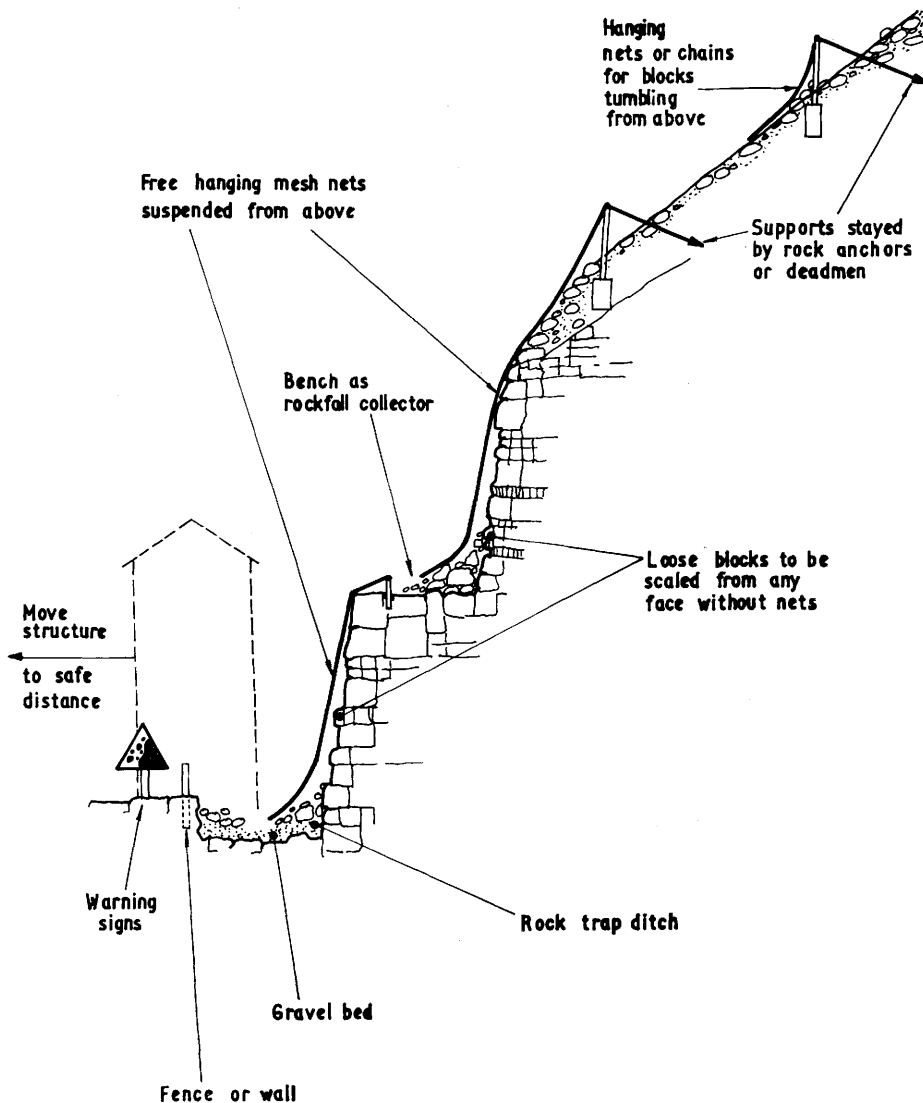 Hanging
nets or chains
for blocks
tumbling
from above
Free hanging mesh nets
suspended from above
Supports stayed
by rock anchors
or deadmen
Bench as
rockfall collector
Loose blocks to be
scaled from any
face without nets
Move
structure
to safe
distance
Warning
signs
Rock trap ditch
Gravel bed
Fence or wall